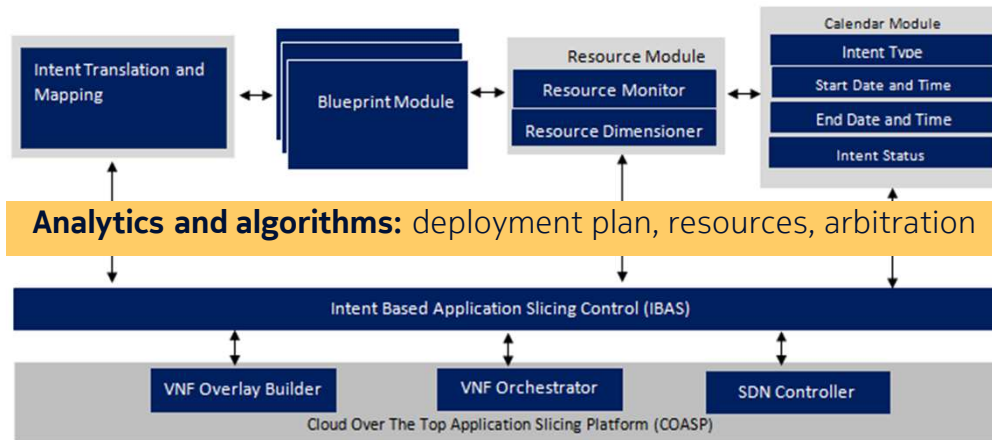 Intent Translation and
Mapping
Blueprint Module
Resource Module
Resource Monitor
Resource Dimensioner
Calendar Module
Intent Type
Start Date and Time
End Date and Time
Intent Status
Analytics and algorithms: deployment plan, resources, arbitration
Intent Based Application Slicing Control (IBAS)
VNF Overlay Builder
VNF Orchestrator
SDN Controller
Cloud Over The Top Application Slicing Platform (COASP)